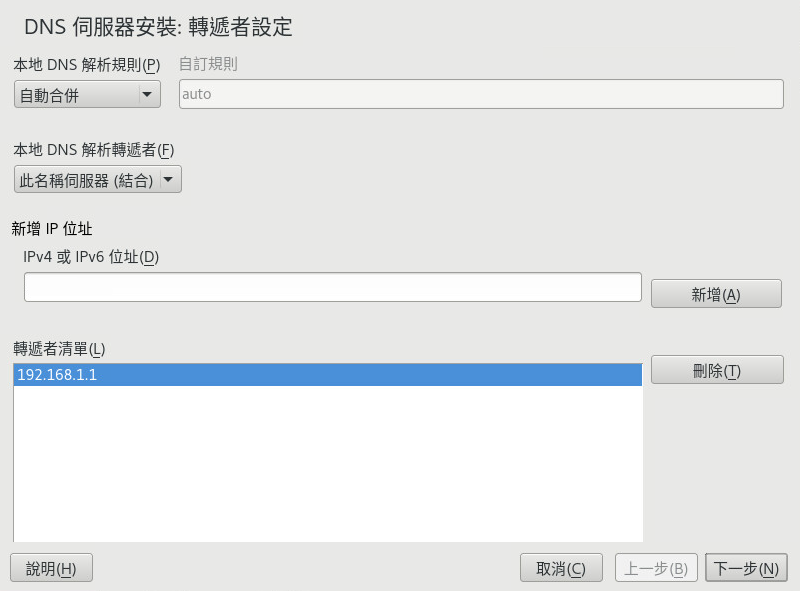 DNS 伺服器安裝: 轉遞者設定
本地 DNS 解析規則(P) 自訂規則
自動合併 auto
本地 DNS 解析轉遞者(F)
此名稱伺服器 (結合)
新增 IP 位址
IPv4 或 IPv6 位址(D)
新增(A)
轉遞者清單(L)
192.168.1.1
刪除(T)
說明(H) 取消(C) 上一步(B) 下一步(N)